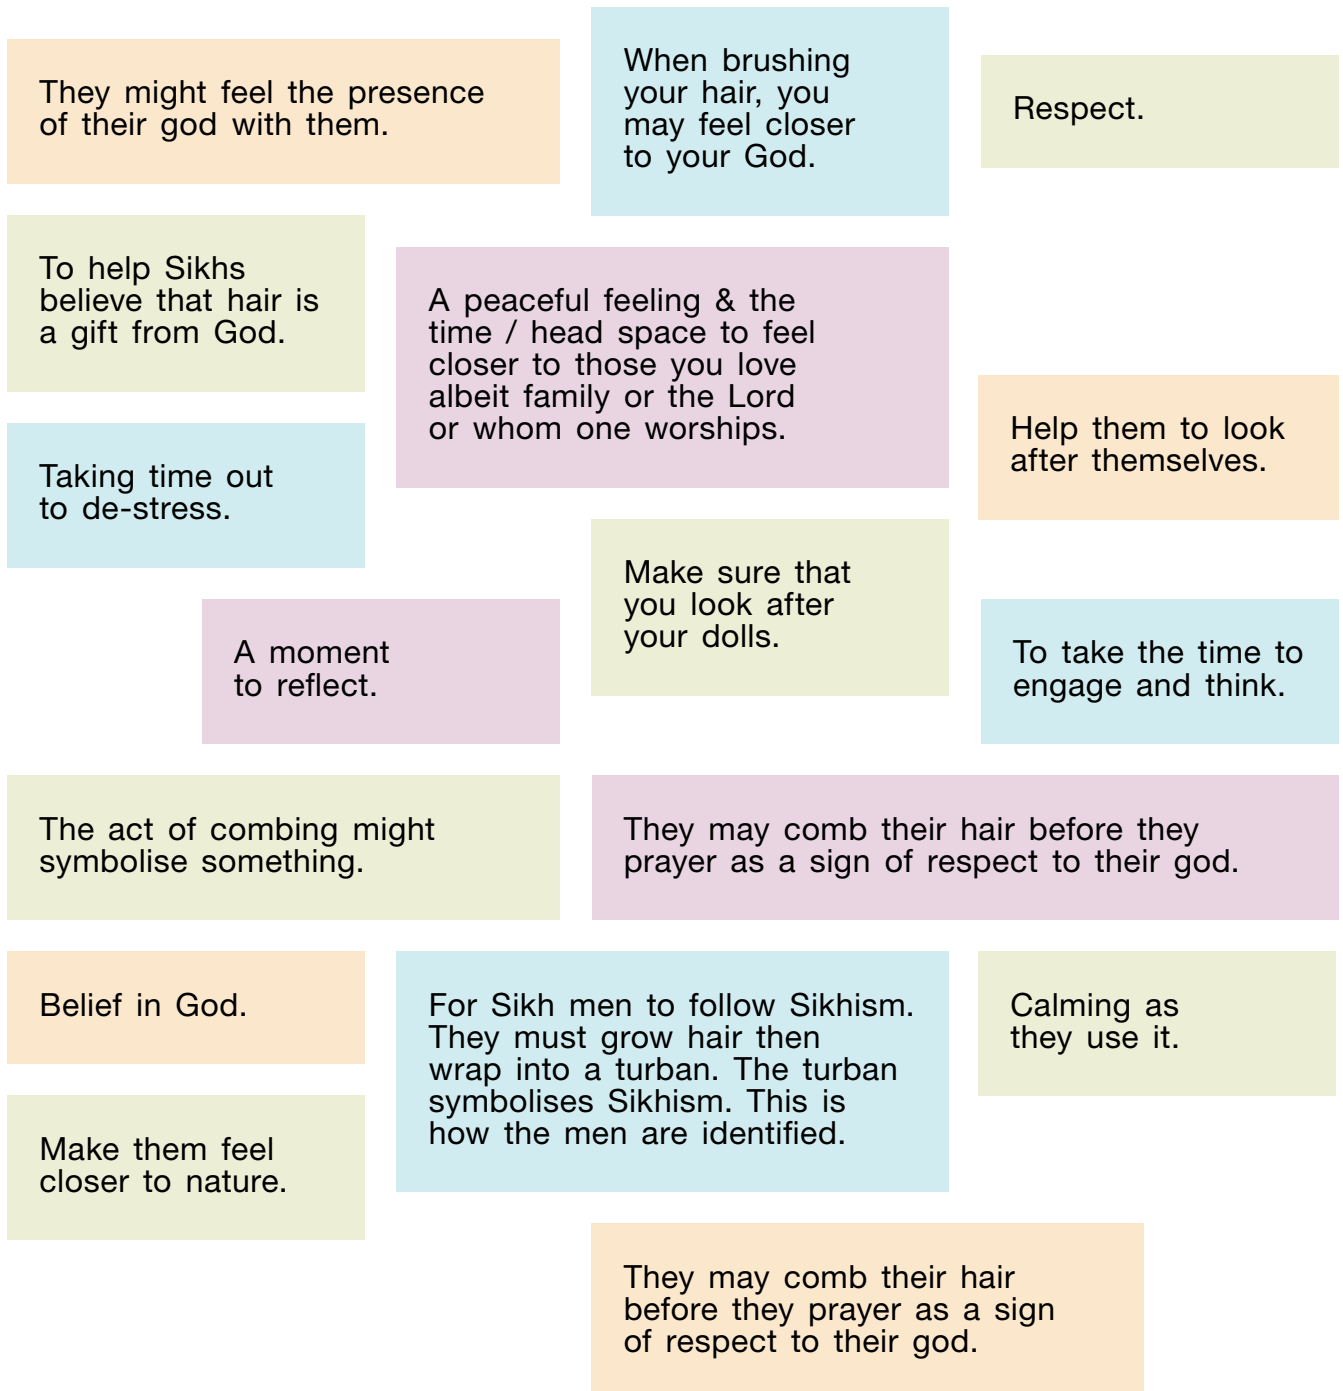 They might feel the presence
of their god with them.
When brushing
your hair, you
may feel closer
to your God.
Respect.
To help Sikhs
believe that hair is
a gift from God.
A peaceful feeling & the
time / head space to feel
closer to those you love
albeit family or the Lord
or whom one worships.
Help them to look
after themselves.
Taking time out
to de-stress.
Make sure that
you look after
your dolls.
A moment
to reflect.
To take the time to
engage and think.
The act of combing might
symbolise something.
They may comb their hair before they
prayer as a sign of respect to their god.
Belief in God.
For Sikh men to follow Sikhism.
They must grow hair then
wrap into a turban. The turban
symbolises Sikhism. This is
how the men are identified.
Calming as
they use it.
Make them feel
closer to nature.
They may comb their hair
before they prayer as a sign
of respect to their god.